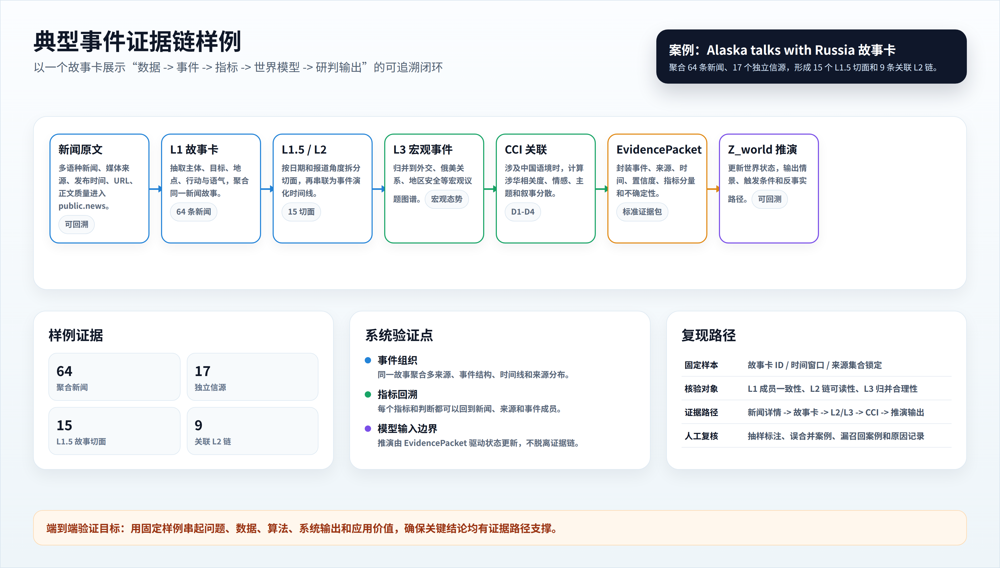 典型事件证据链样例
以一个故事卡展示“数据 -> 事件 -> 指标 -> 世界模型 -> 研判输出”的可追溯闭环
案例：Alaska talks with Russia 故事卡
聚合 64 条新闻、17 个独立信源，形成 15 个 L1.5 切面和 9 条关联 L2 链。
新闻原文
多语种新闻、媒体来
源、发布时间、URL、
正文质量进入
public.news。
可回溯
L1 故事卡
抽取主体、目标、地
点、行动与语气，聚合
同一新闻故事。
64 条新闻
L1.5 / L2
按日期和报道角度拆分
切面，再串联为事件演
化时间线。
15 切面
L3 宏观事件
归并到外交、俄美关
系、地区安全等宏观议
题图谱。 宏观态势
CCI 关联
涉及中国语境时，计算
涉华相关度、情感、主
题和叙事分散。
D1-D4
EvidencePacket
封装事件、来源、时
间、置信度、指标分量
和不确定性。
标准证据包
Z_world 推演
更新世界状态，输出情
景、触发条件和反事实
路径。 可回测
样例证据
64
聚合新闻
17
独立信源
15
L1.5 故事切面
9
关联 L2 链
系统验证点
事件组织
同一故事聚合多来源、事件结构、时间线和来源分布。
指标回溯
每个指标和判断都可以回到新闻、来源和事件成员。
模型输入边界
推演由 EvidencePacket 驱动状态更新，不脱离证据链。
复现路径
固定样本 故事卡 ID / 时间窗口 / 来源集合锁定
核验对象 L1 成员一致性、L2 链可读性、L3 归并合理性
证据路径 新闻详情 -> 故事卡 -> L2/L3 -> CCI -> 推演输出
人工复核 抽样标注、误合并案例、漏召回案例和原因记录
端到端验证目标：用固定样例串起问题、数据、算法、系统输出和应用价值，确保关键结论均有证据路径支撑。